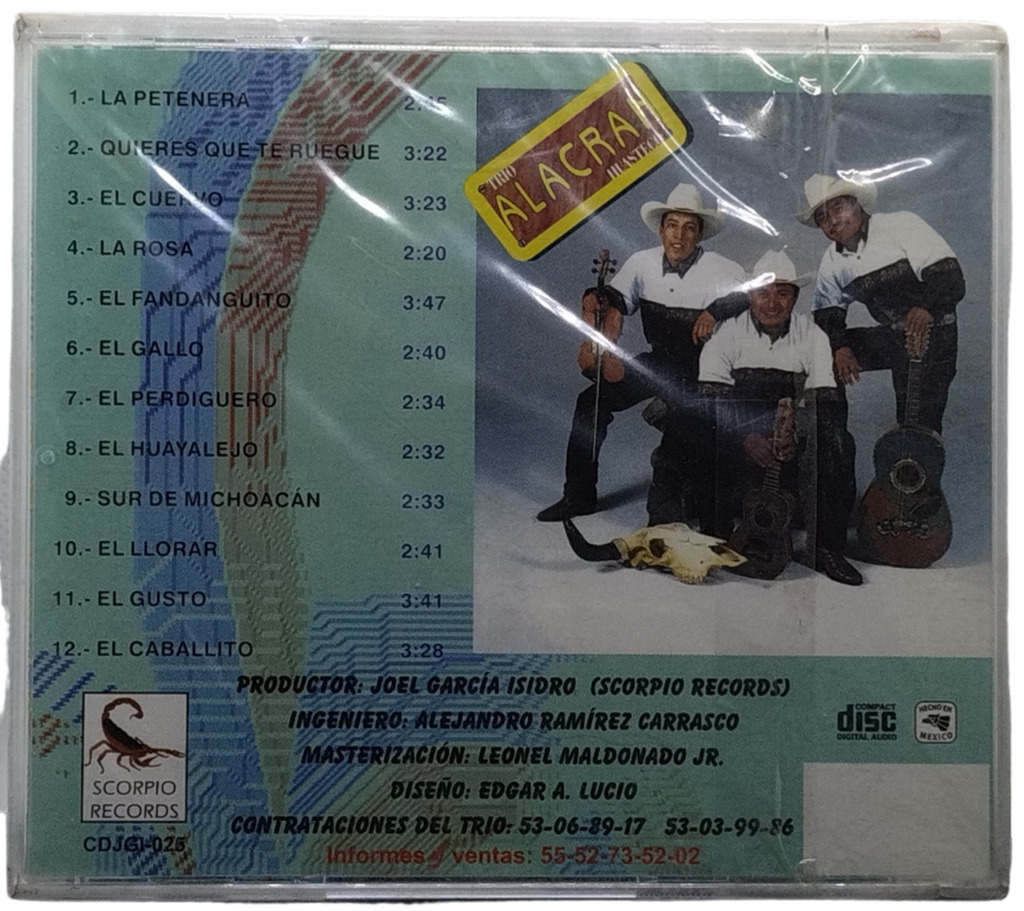 1.- LA PETENERA 2:45
2.- QUIERES QUE TE RUEGUE 3:22
3.- EL CUERVO 3:23
4.- LA ROSA 2:20
5.- EL FANDANGUITO 3:47
6.- EL GALLO 2:40
7.- EL PERDIGUERO 2:34
8.- EL HUAYALEJO 2:32
9.- SUR DE MICHOACÁN 2:33
10.- EL LLORAR 2:41
11.- EL GUSTO 3:41
12.- EL CABALLITO 3:28
TRIO
ALACRAN
HUASTECO
PRODUCTOR: JOEL GARCÍA ISIDRO (SCORPIO RECORDS)
INGENIERO: ALEJANDRO RAMÍREZ CARRASCO
MASTERIZACIÓN: LEONEL MALDONADO JR.
DISEÑO: EDGAR A. LUCIO
CONTRATACIONES DEL TRIO: 53-06-89-17 53-03-99-86
Informes y ventas: 55-52-73-52-02
SCORPIO
RECORDS
COMPACT
disc
DIGITAL AUDIO
HECHO EN
MEXICO